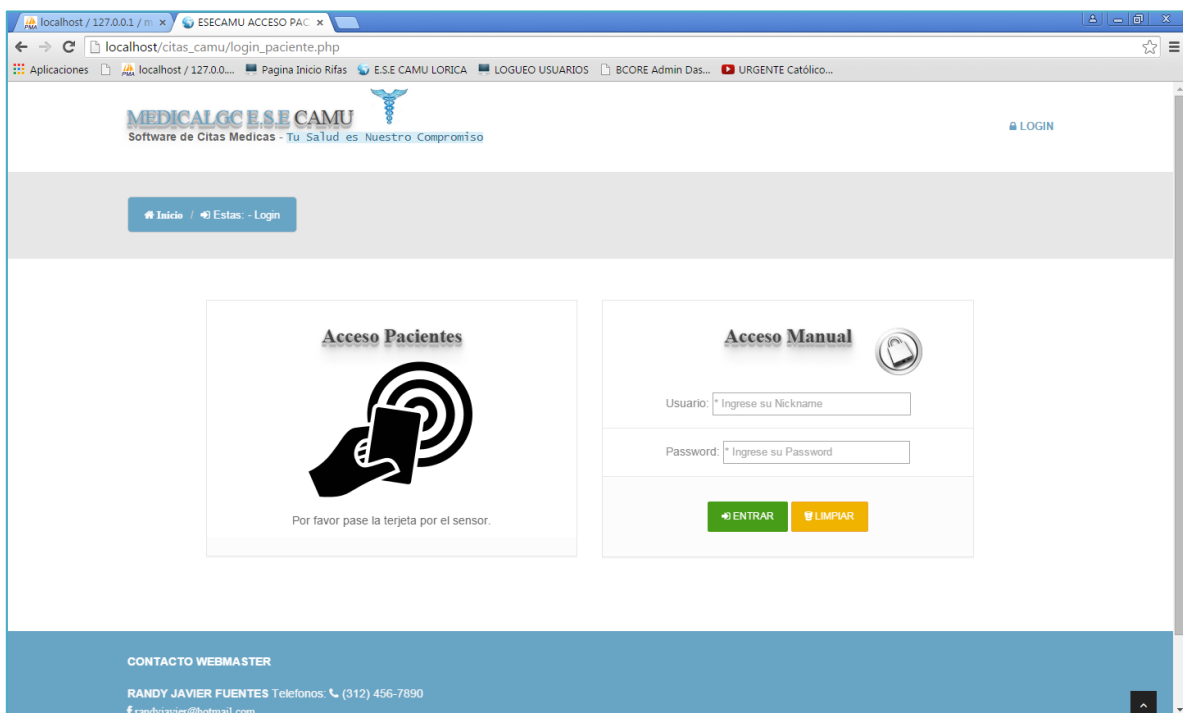 localhost / 127.0.0.1 / m
ESECAMU ACCESO PAC
localhost/citas_camu/login_paciente.php
Aplicaciones localhost / 127.0.0.... Pagina Inicio Rifas E.S.E CAMU LORICA LOGUEO USUARIOS BCORE Admin Das... URGENTE Católico...
MEDICALGC E.S.E CAMU
Software de Citas Medicas - Tu Salud es Nuestro Compromiso
LOGIN
Inicio / Estas: - Login
Acceso Pacientes
Por favor pase la terjeta por el sensor.
Acceso Manual
Usuario: * Ingrese su Nickname
Password: * Ingrese su Password
ENTRAR LIMPIAR
CONTACTO WEBMASTER
RANDY JAVIER FUENTES Telefonos: (312) 456-7890
randyjavier@hotmail.com